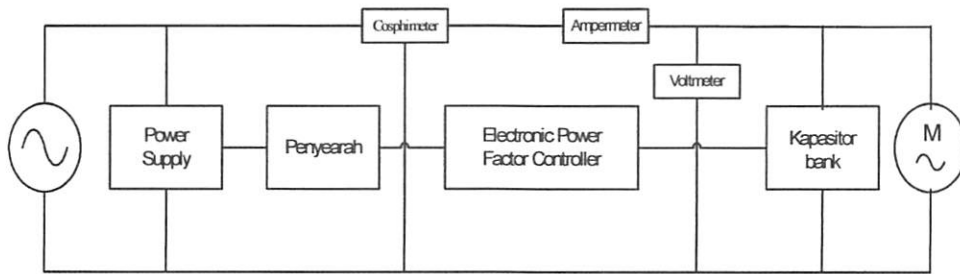 Cosphimeter
Ampermeter
Voltmeter
Power
Supply
Penyearah
Electronic Power
Factor Controller
Kapasitor
bank
M